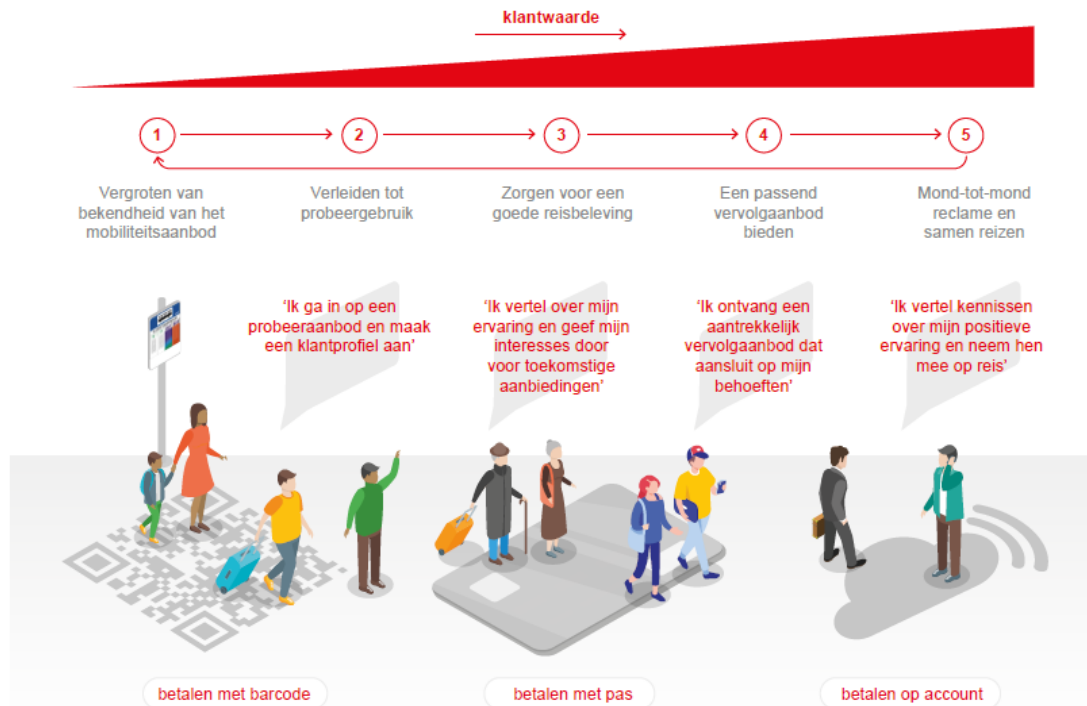 klantwaarde
1
2
3
4
5
Vergroten van
bekendheid van het
mobiliteitsaanbod
Verleiden tot
probeergebruik
Zorgen voor een
goede reisbeleving
Een passend
vervolgaanbod
bieden
Mond-tot-mond
reclame en
samen reizen
‘Ik ga in op een
probeeraanbod en maak
een klantprofiel aan’
‘Ik vertel over mijn
ervaring en geef mijn
interesses door
voor toekomstige
aanbiedingen’
‘Ik ontvang een
aantrekkelijk
vervolgaanbod dat
aansluit op mijn
behoeften’
‘Ik vertel kennissen
over mijn positieve
ervaring en neem hen
mee op reis’
betalen met barcode
betalen met pas
betalen op account